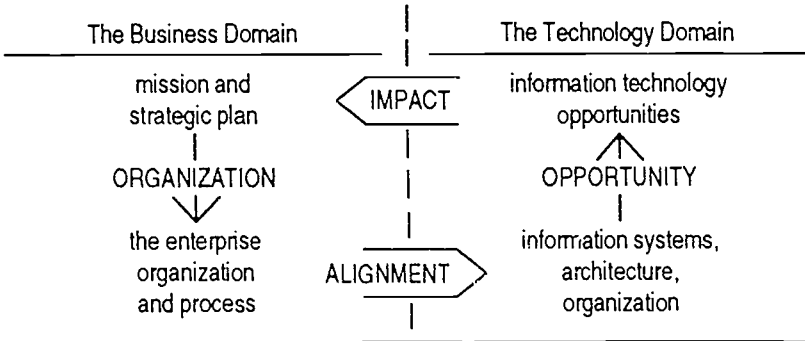 The Business Domain
The Technology Domain
mission and
strategic plan
IMPACT
information technology
opportunities
ORGANIZATION
OPPORTUNITY
the enterprise
organization
and process
ALIGNMENT
information systems,
architecture,
organization